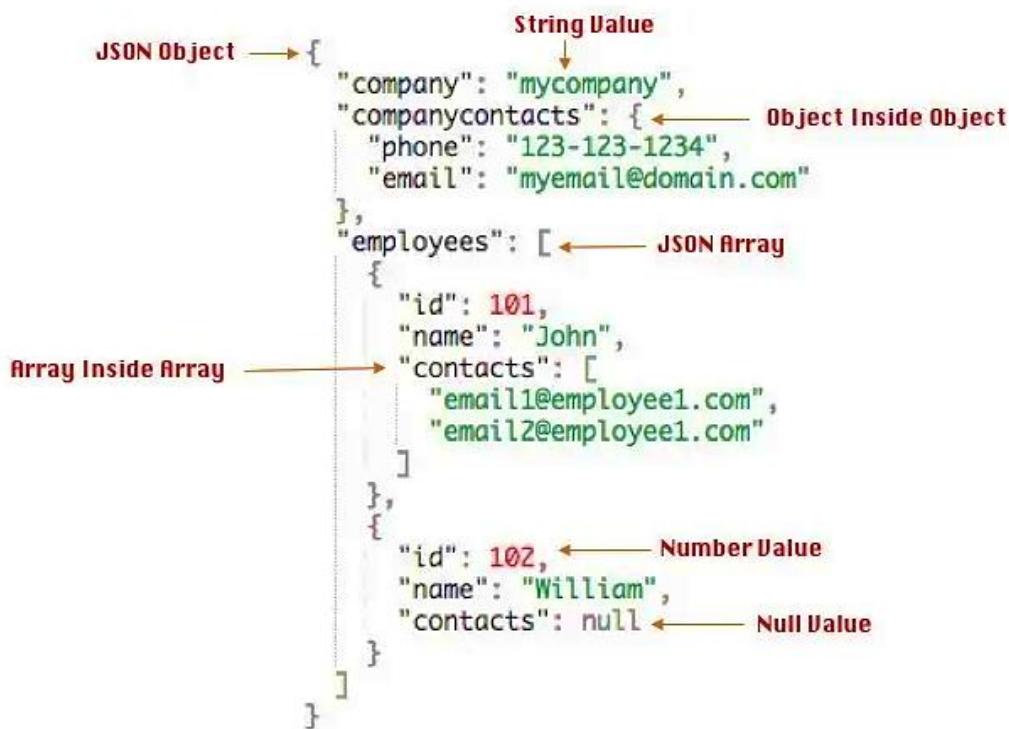 String Value
JSON Object {
"company": "mycompany",
"companycontacts": { Object Inside Object
"phone": "123-123-1234",
"email": "myemail@domain.com"
},
"employees": [ JSON Array
{
"id": 101,
"name": "John",
Array Inside Array "contacts": [
"email1@employee1.com",
"email2@employee1.com"
]
},
{
"id": 102, Number Value
"name": "William",
"contacts": null Null Value
}
]
}